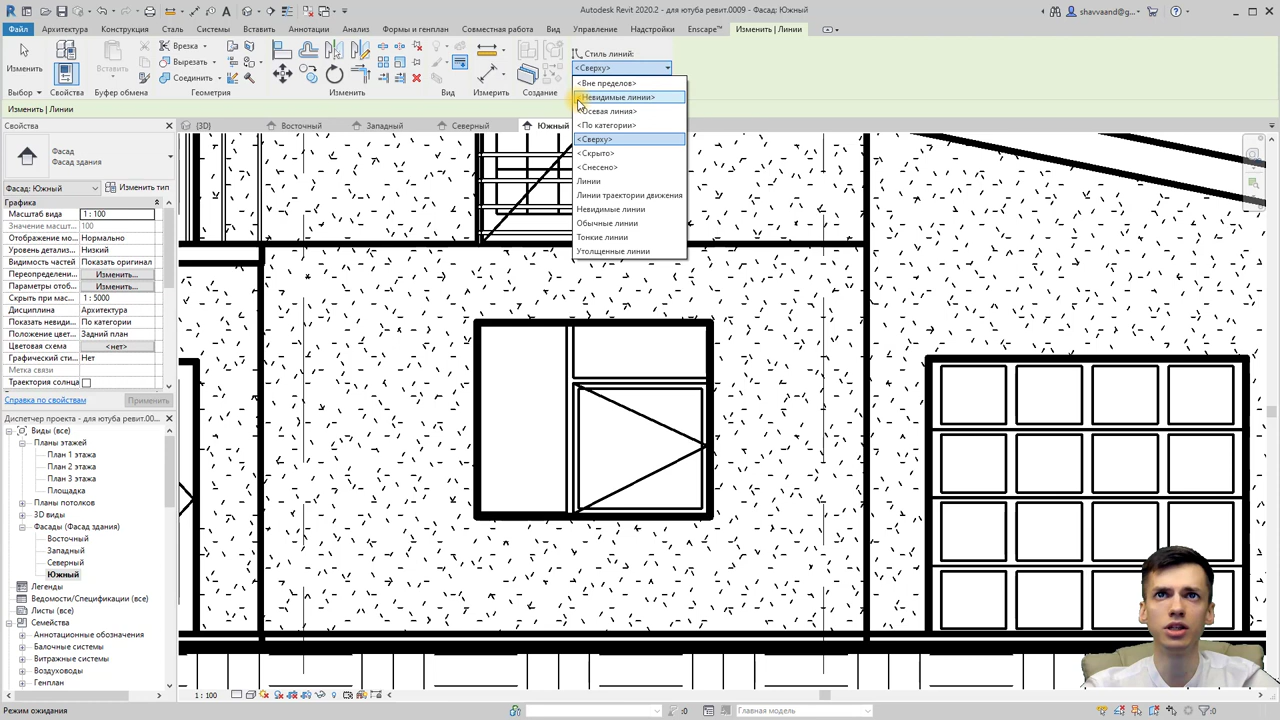 Autodesk Revit 2020.2 - для ютуба ревит.0009 - Фасад: Южный
shavvaand@g...
Файл
Архитектура
Конструкция
Сталь
Системы
Вставить
Аннотации
Анализ
Формы и генплан
Совместная работа
Вид
Управление
Надстройки
Enscape™
Изменить | Линии
Изменить
Свойства
Вставить
Врезка
Вырезать
Соединить
Стиль линий:
<Сверху>
Выбор
Свойства
Буфер обмена
Геометрия
Изменить
Вид
Измерить
Создание
Изменить | Линии
<Вне пределов>
<Невидимые линии>
<Осевая линия>
<По категории>
<Сверху>
<Скрыто>
<Снесено>
Линии
Линии траектории движения
Невидимые линии
Обычные линии
Тонкие линии
Утолщенные линии
Свойства
{3D}
Восточный
Западный
Северный
Южный
Фасад
Фасад здания
Фасад: Южный
Изменить тип
Графика
Масштаб вида 1 : 100
Значение масшт... 100
Отображение мо... Нормально
Уровень детализ... Низкий
Видимость частей Показать оригинал
Переопределени... Изменить...
Параметры отоб... Изменить...
Скрыть при мас... 1 : 5000
Дисциплина Архитектура
Показать невиди... По категории
Положение цвет... Задний план
Цветовая схема <нет>
Графический сти... Нет
Метка связи
Траектория солнца
Справка по свойствам
Применить
Диспетчер проекта - для ютуба ревит.00...
Виды (все)
Планы этажей
План 1 этажа
План 2 этажа
План 3 этажа
Площадка
Планы потолков
3D виды
Фасады (Фасад здания)
Восточный
Западный
Северный
Южный
Легенды
Ведомости/Спецификации (все)
Листы (все)
Семейства
Аннотационные обозначения
Балочные системы
Витражные системы
Воздуховоды
Генплан
1 : 100
Режим ожидания
:0
Главная модель
:0